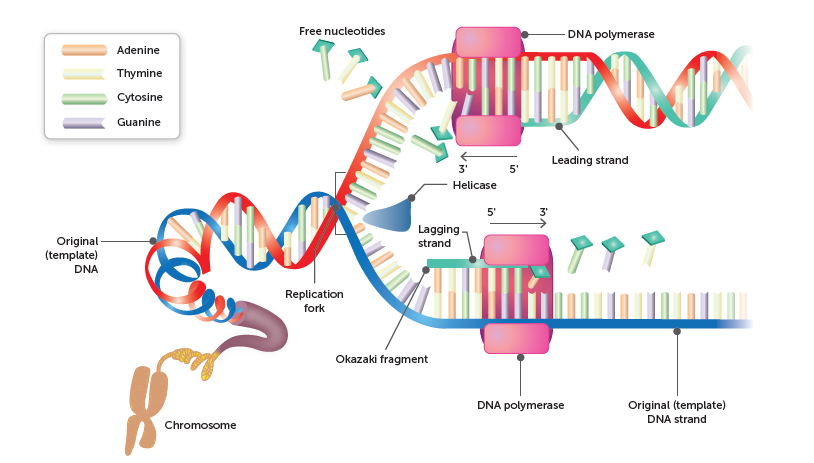 Free nucleotides
DNA polymerase
Adenine
Thymine
Cytosine
Guanine
3'
5'
Leading strand
Helicase
5'
3'
Lagging
strand
Original
(template)
DNA
Replication
fork
Okazaki fragment
DNA polymerase
Original (template)
DNA strand
Chromosome